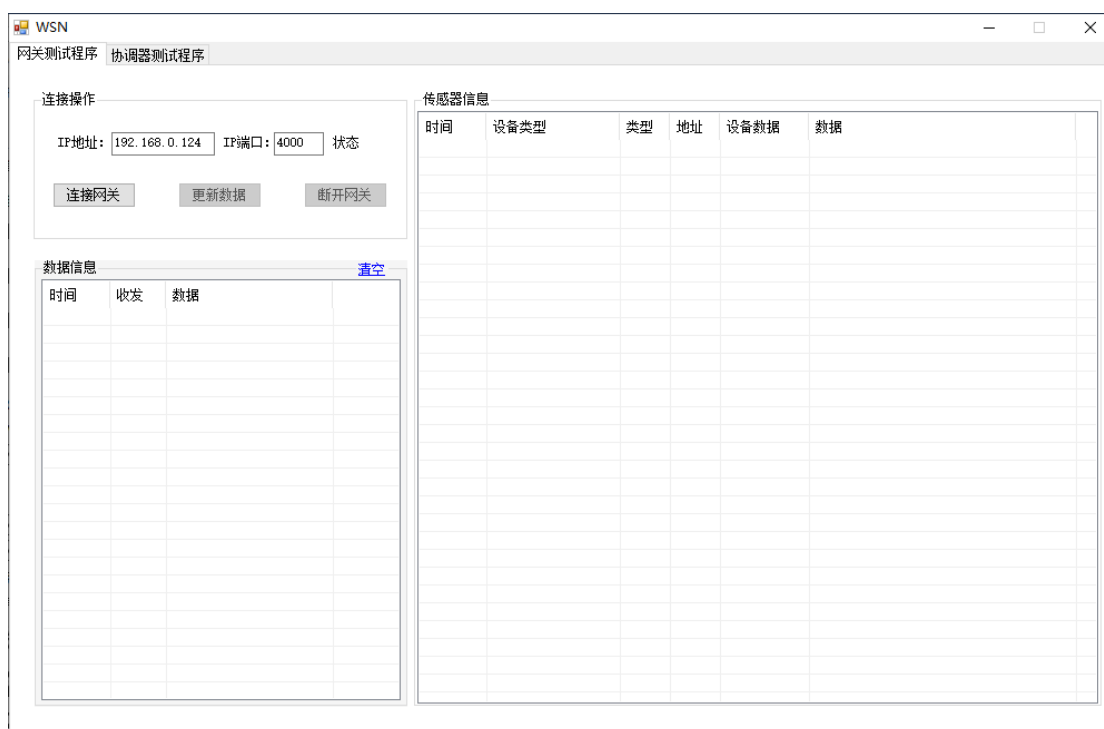 WSN
网关测试程序 协调器测试程序
连接操作
IP地址: 192.168.0.124 IP端口: 4000 状态
连接网关 更新数据 断开网关
数据信息 清空
时间 收发 数据
传感器信息
时间 设备类型 类型 地址 设备数据 数据